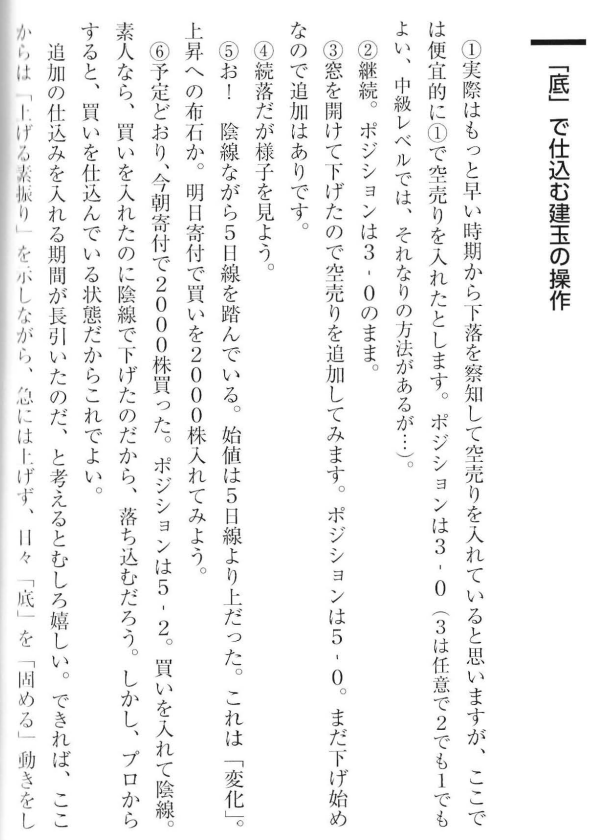 「底」で仕込む建玉の操作
①実際はもっと早い時期から下落を察知して空売りを入れていると思いますが、ここで
は便宜的に①で空売りを入れたとします。ポジションは3-0（3は任意で2でも1でも
よい、中級レベルでは、それなりの方法があるが…）。
②継続。ポジションは3-0のまま。
③窓を開けて下げたので空売りを追加してみます。ポジションは5-0。まだ下げ始め
なので追加はありです。
④続落だが様子を見よう。
⑤お！　陰線ながら5日線を踏んでいる。始値は5日線より上だった。これは「変化」。
上昇への布石か。明日寄付で買いを2000株入れてみよう。
⑥予定どおり、今朝寄付で2000株買った。ポジションは5-2。買いを入れて陰線。
素人なら、買いを入れたのに陰線で下げたのだから、落ち込むだろう。しかし、プロから
すると、買いを仕込んでいる状態だからこれでよい。
追加の仕込みを入れる期間が長引いたのだ、と考えるとむしろ嬉しい。できれば、ここ
からは「上げる素振り」を示しながら、急には上げず、日々「底」を「固める」動きをし